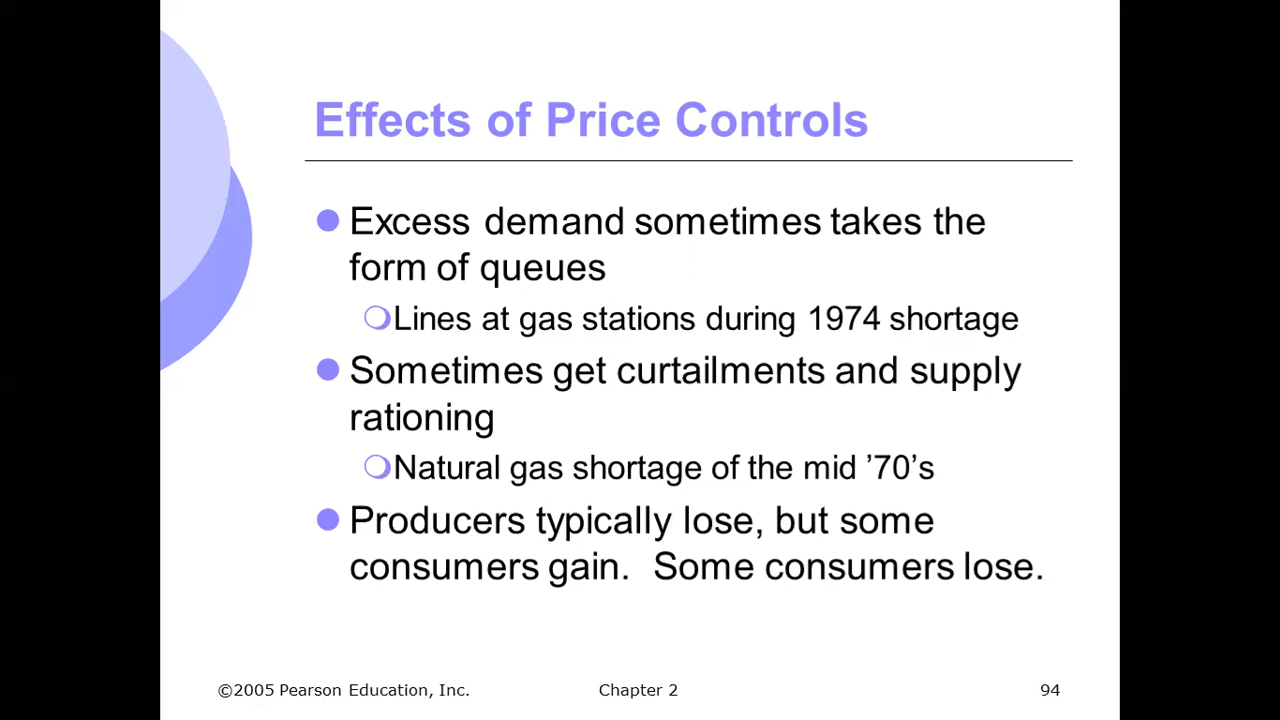 Effects of Price Controls
Excess demand sometimes takes the
form of queues
Lines at gas stations during 1974 shortage
Sometimes get curtailments and supply
rationing
Natural gas shortage of the mid ’70’s
Producers typically lose, but some
consumers gain.  Some consumers lose.
©2005 Pearson Education, Inc.
Chapter 2
94